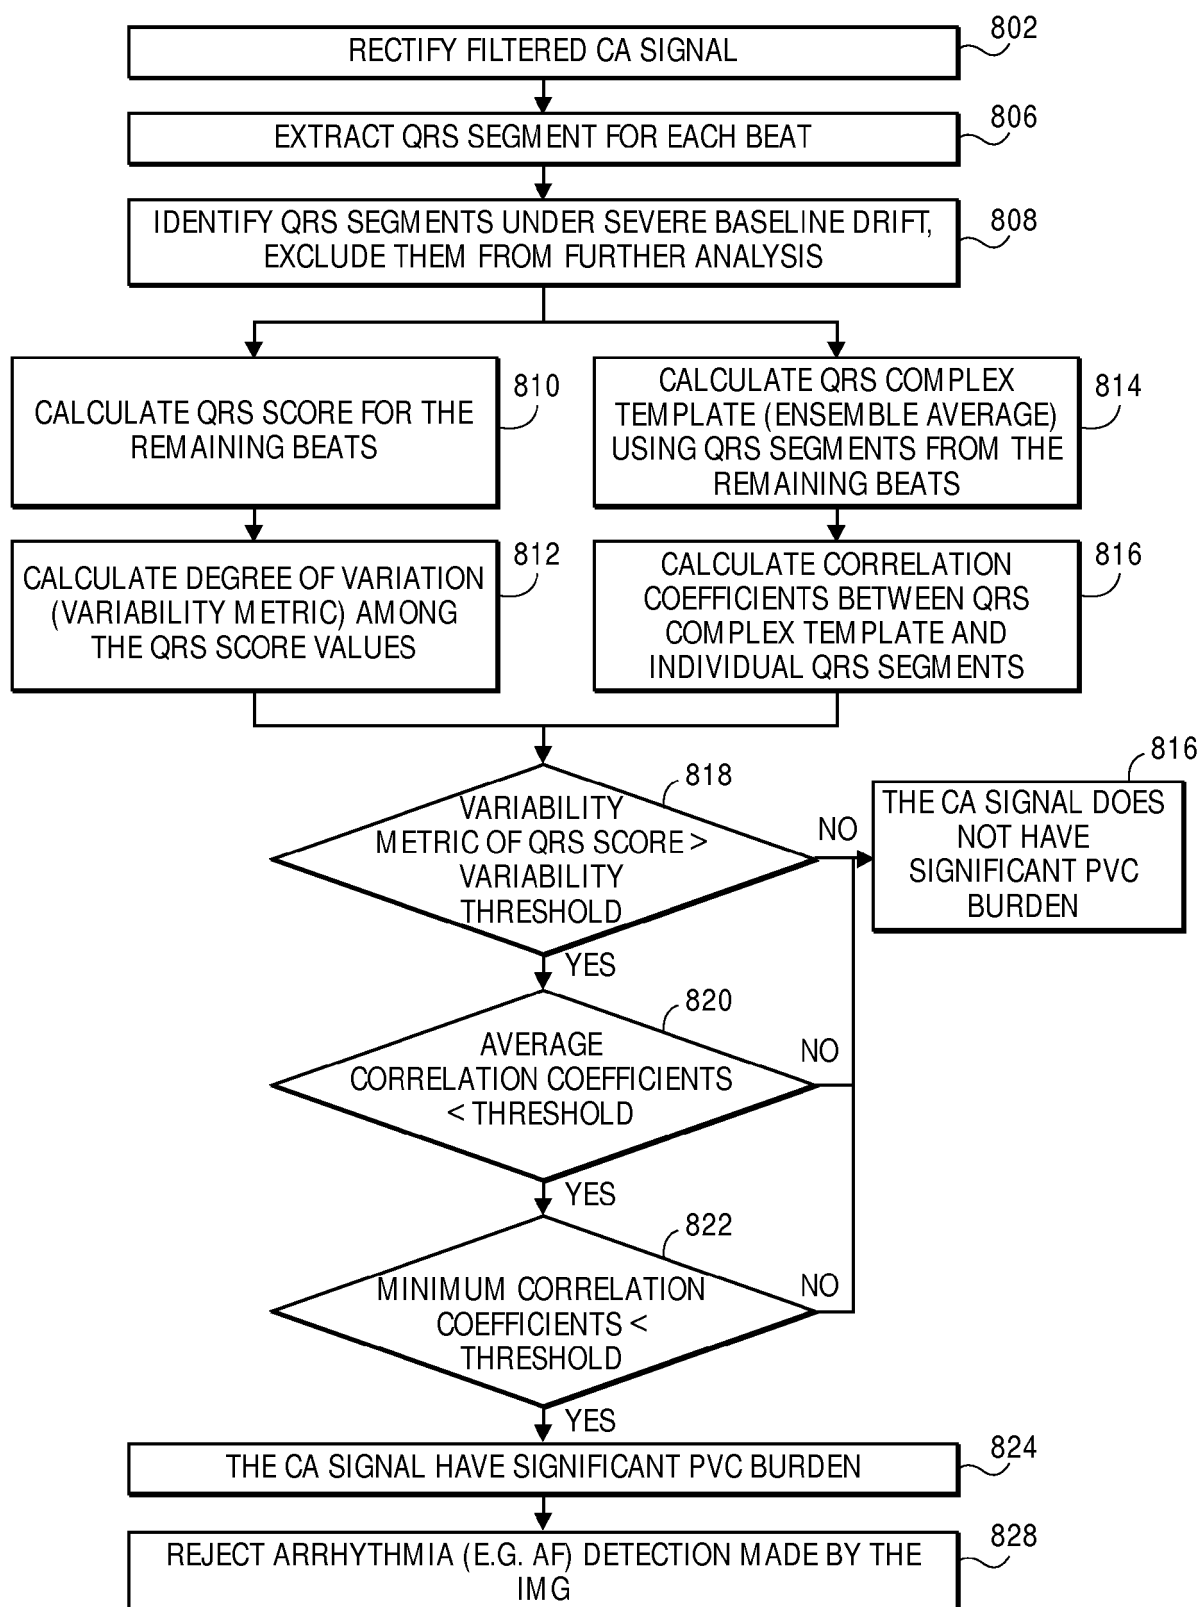 RECTIFY FILTERED CA SIGNAL
802
EXTRACT QRS SEGMENT FOR EACH BEAT
806
IDENTIFY QRS SEGMENTS UNDER SEVERE BASELINE DRIFT,
EXCLUDE THEM FROM FURTHER ANALYSIS
808
CALCULATE QRS SCORE FOR THE
REMAINING BEATS
810
CALCULATE QRS COMPLEX
TEMPLATE (ENSEMBLE AVERAGE)
USING QRS SEGMENTS FROM THE
REMAINING BEATS
814
CALCULATE DEGREE OF VARIATION
(VARIABILITY METRIC) AMONG
THE QRS SCORE VALUES
812
CALCULATE CORRELATION
COEFFICIENTS BETWEEN QRS
COMPLEX TEMPLATE AND
INDIVIDUAL QRS SEGMENTS
816
VARIABILITY
METRIC OF QRS SCORE >
VARIABILITY
THRESHOLD
818
NO
THE CA SIGNAL DOES
NOT HAVE
SIGNIFICANT PVC
BURDEN
816
YES
AVERAGE
CORRELATION COEFFICIENTS
< THRESHOLD
820
NO
YES
MINIMUM CORRELATION
COEFFICIENTS <
THRESHOLD
822
NO
YES
THE CA SIGNAL HAVE SIGNIFICANT PVC BURDEN
824
REJECT ARRHYTHMIA (E.G. AF) DETECTION MADE BY THE
IMG
828